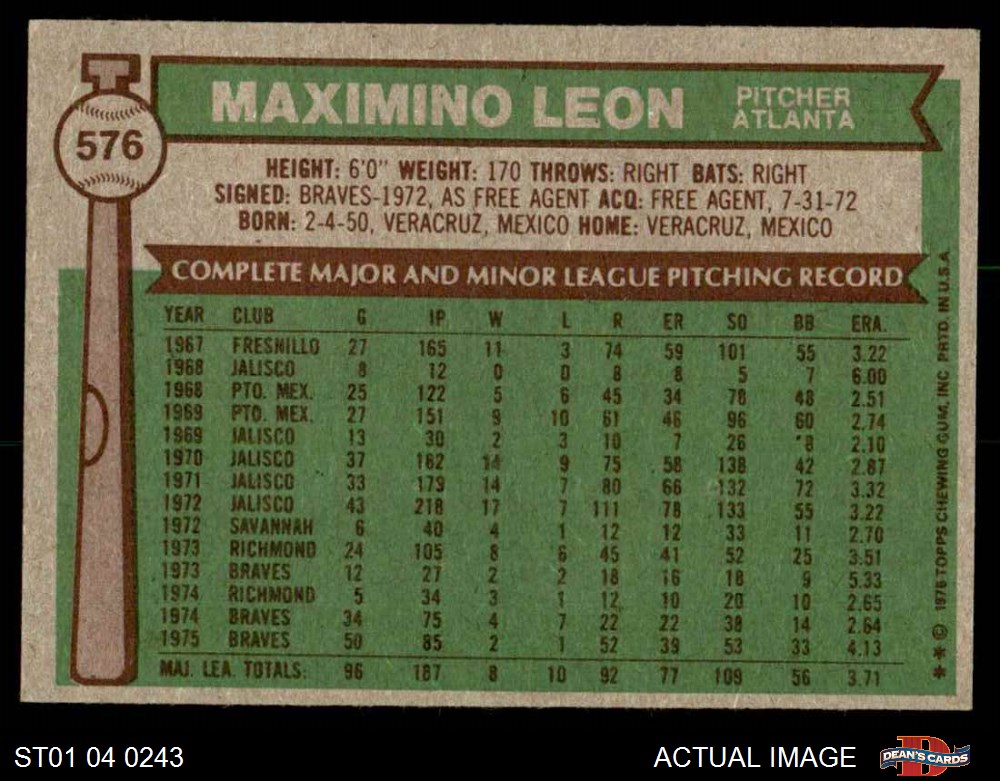 T
576
MAXIMINO LEON PITCHER
ATLANTA
HEIGHT: 6'0" WEIGHT: 170 THROWS: RIGHT BATS: RIGHT
SIGNED: BRAVES-1972, AS FREE AGENT ACQ: FREE AGENT, 7-31-72
BORN: 2-4-50, VERACRUZ, MEXICO HOME: VERACRUZ, MEXICO
COMPLETE MAJOR AND MINOR LEAGUE PITCHING RECORD
YEAR CLUB G IP W L R ER SO BB ERA.
1967 FRESNILLO 27 165 11 3 74 59 101 55 3.22
1968 JALISCO 8 12 0 0 8 8 5 7 6.00
1968 PTO. MEX. 25 122 5 6 45 34 78 48 2.51
1969 PTO. MEX. 27 151 9 10 61 46 96 60 2.74
1969 JALISCO 13 30 2 3 10 7 26 8 2.10
1970 JALISCO 37 182 14 9 75 58 138 42 2.87
1971 JALISCO 33 179 14 7 80 66 132 72 3.32
1972 JALISCO 43 218 17 7 111 78 133 55 3.22
1972 SAVANNAH 6 40 4 1 12 12 33 11 2.70
1973 RICHMOND 24 105 8 6 45 41 52 25 3.51
1973 BRAVES 12 27 2 2 18 16 18 9 5.33
1974 RICHMOND 5 34 3 1 12 10 20 10 2.65
1974 BRAVES 34 75 4 7 22 22 38 14 2.64
1975 BRAVES 50 85 2 1 52 39 53 33 4.13
MAJ. LEA. TOTALS: 96 187 8 10 92 77 109 56 3.71
** © 1976 TOPPS CHEWING GUM, INC. PRTD. IN U.S.A.
ST01 04 0243
ACTUAL IMAGE
D
DEAN'S CARDS